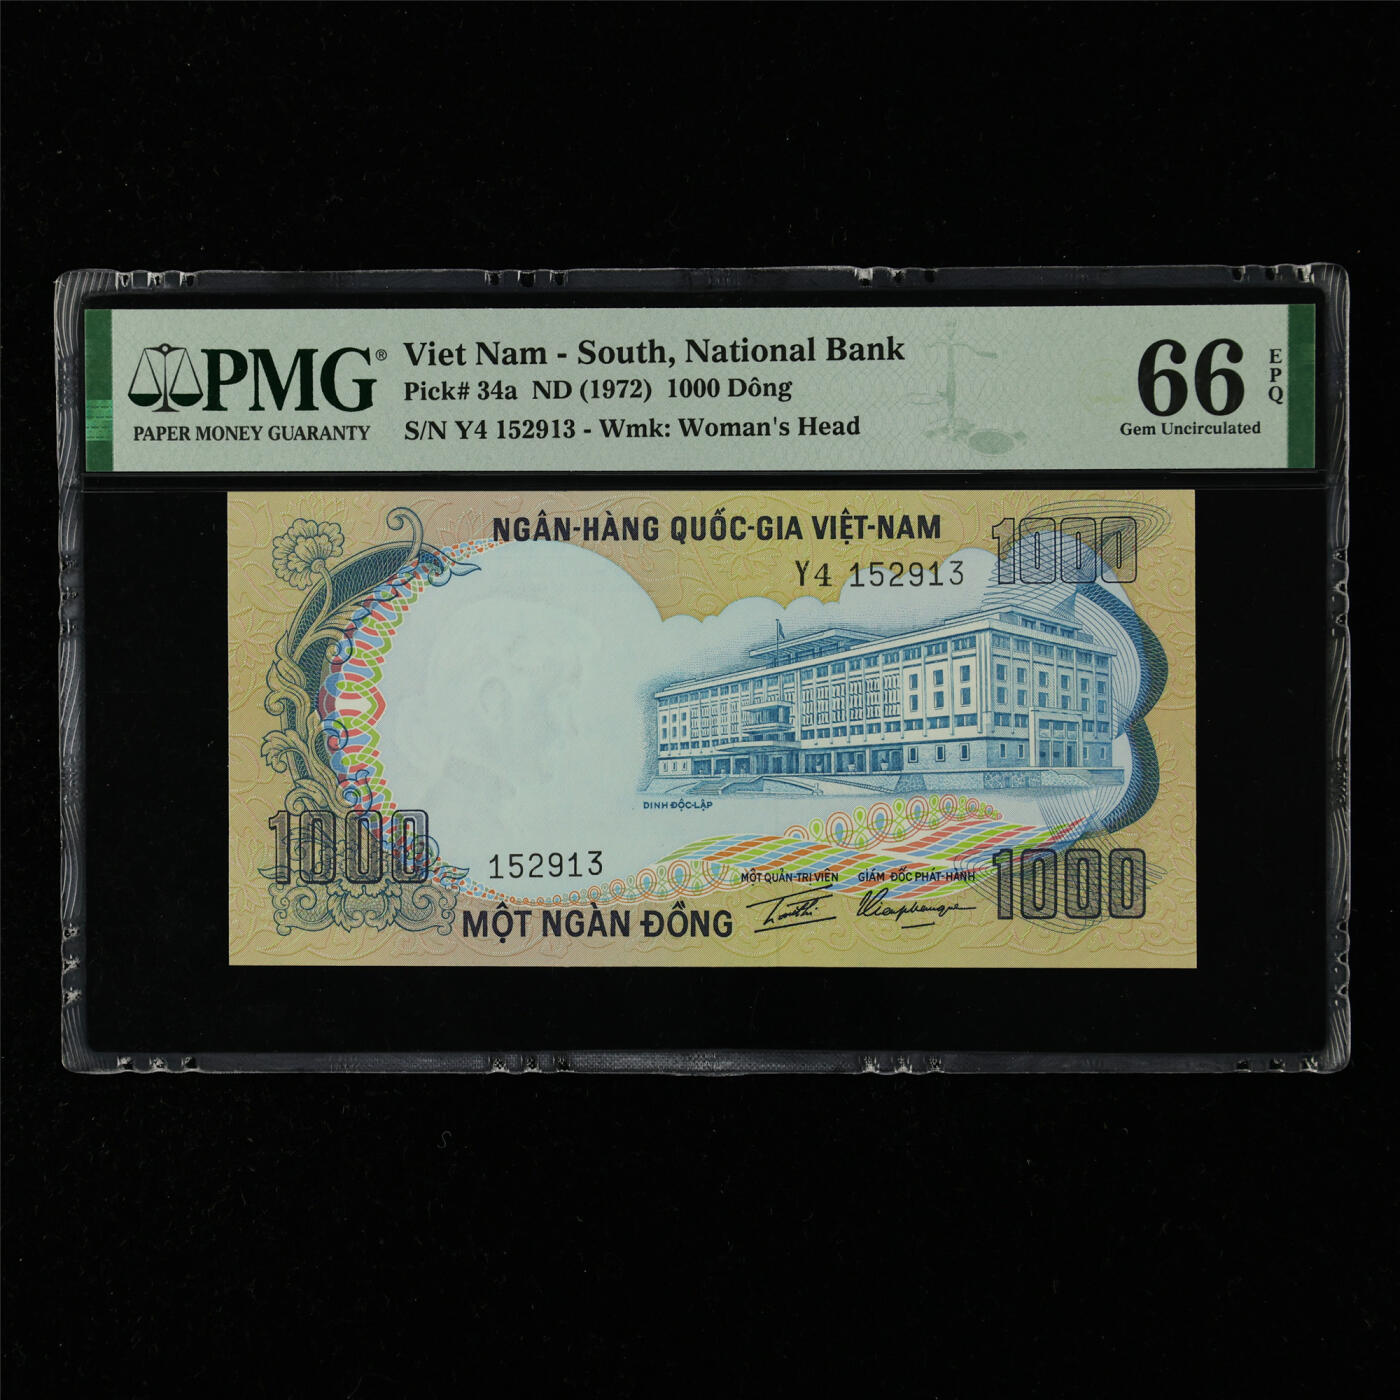 PMG®
PAPER MONEY GUARANTY
Viet Nam - South, National Bank
Pick# 34a ND (1972) 1000 Dông
S/N Y4 152913 - Wmk: Woman's Head
66
EPQ
Gem Uncirculated
NGÂN-HÀNG QUỐC-GIA VIỆT-NAM
1000
Y4 152913
DINH ĐỘC-LẬP
1000
152913
MỘT QUẢN-TRỊ VIÊN
GIÁM ĐỐC PHÁT-HÀNH
1000
MỘT NGÀN ĐỒNG